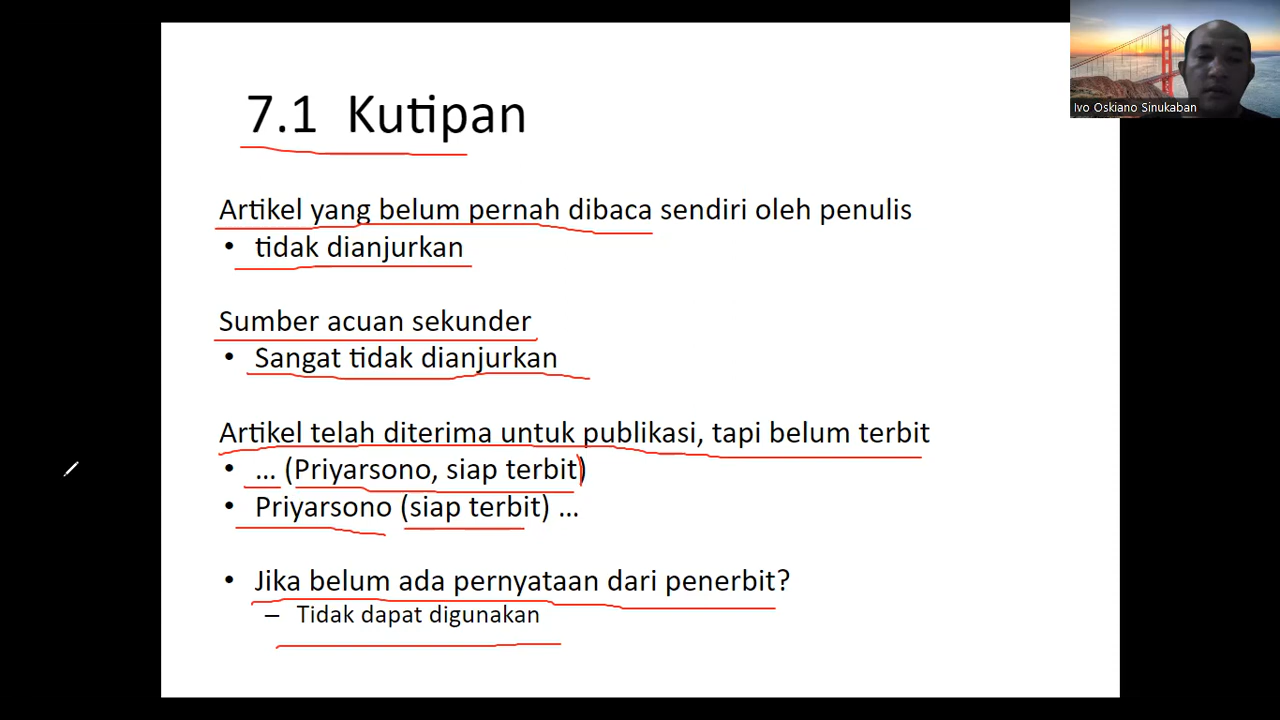 7.1 Kutipan
Ivo Oskiano Sinukaban
Artikel yang belum pernah dibaca sendiri oleh penulis
• tidak dianjurkan
Sumber acuan sekunder
• Sangat tidak dianjurkan
Artikel telah diterima untuk publikasi, tapi belum terbit
• ... (Priyarsono, siap terbit)
• Priyarsono (siap terbit) ...
• Jika belum ada pernyataan dari penerbit?
– Tidak dapat digunakan